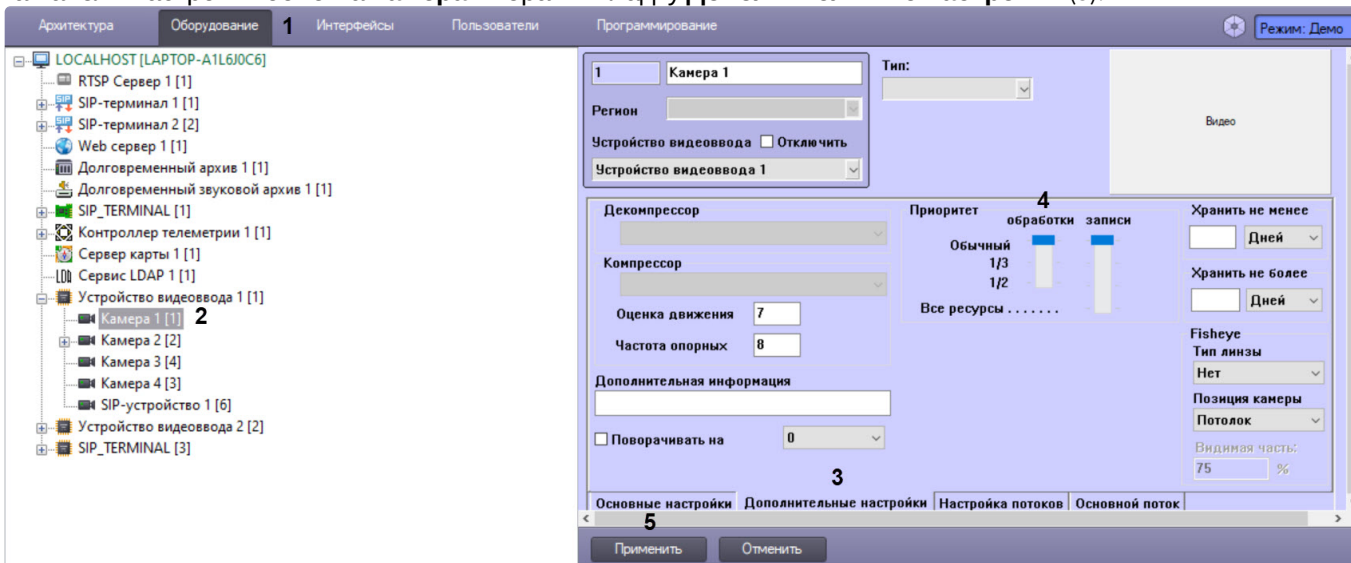 Архитектура Оборудование 1 Интерфейсы Пользователи Программирование Режим: Демо
LOCALHOST [LAPTOP-A1L6J0C6]
RTSP Сервер 1 [1]
SIP-терминал 1 [1]
SIP-терминал 2 [2]
Web сервер 1 [1]
Долговременный архив 1 [1]
Долговременный звуковой архив 1 [1]
SIP_TERMINAL [1]
Контроллер телеметрии 1 [1]
Сервер карты 1 [1]
Сервис LDAP 1 [1]
Устройство видеоввода 1 [1]
Камера 1 [1] 2
Камера 2 [2]
Камера 3 [4]
Камера 4 [3]
SIP-устройство 1 [6]
Устройство видеоввода 2 [2]
SIP_TERMINAL [3]
1 Камера 1
Регион
Устройство видеоввода Отключить
Устройство видеоввода 1
Тип:
Видео
Декомпрессор
Компрессор
Оценка движения 7
Частота опорных 8
Дополнительная информация
Поворачивать на 0
4
Приоритет обработки записи
Обычный
1/3
1/2
Все ресурсы . . . . . . .
Хранить не менее
Дней
Хранить не более
Дней
Fisheye
Тип линзы
Нет
Позиция камеры
Потолок
Видимая часть:
75 %
3
Основные настройки Дополнительные настройки Настройка потоков Основной поток
5
Применить Отменить